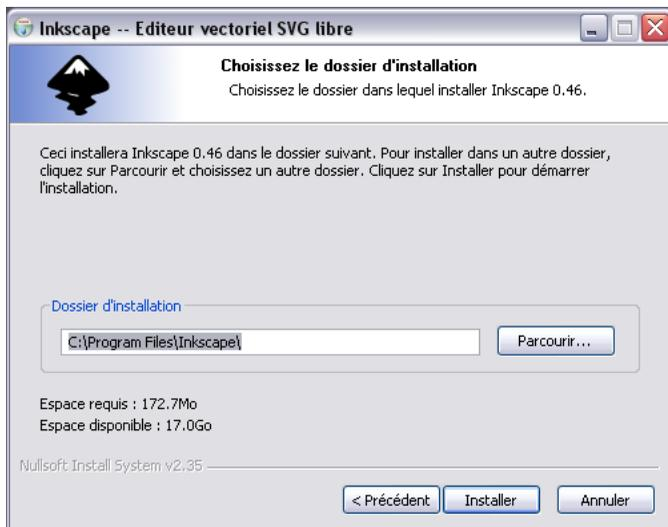 Inkscape -- Editeur vectoriel SVG libre
Choisissez le dossier d'installation
Choisissez le dossier dans lequel installer Inkscape 0.46.
Ceci installera Inkscape 0.46 dans le dossier suivant. Pour installer dans un autre dossier,
cliquez sur Parcourir et choisissez un autre dossier. Cliquez sur Installer pour démarrer
l'installation.
Dossier d'installation
C:\Program Files\Inkscape\
Parcourir...
Espace requis : 172.7Mo
Espace disponible : 17.0Go
Nullsoft Install System v2.35
< Précédent
Installer
Annuler